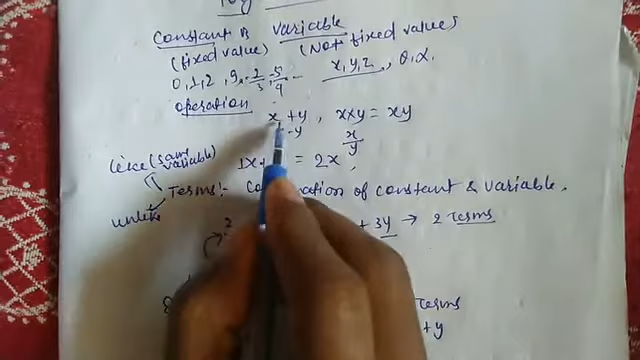 Constant & Variable
(fixed value) (Not fixed value)
0, 1, 2, 9, -2/3, -5/9 - x, y, z, θ, α.
operation x + y, x×y = xy
-y x/y
like (same variable) 1x+ = 2x,
Terms:- Combination of constant & variable.
unlike
2 + 3y → 2 Terms
Terms
+ y